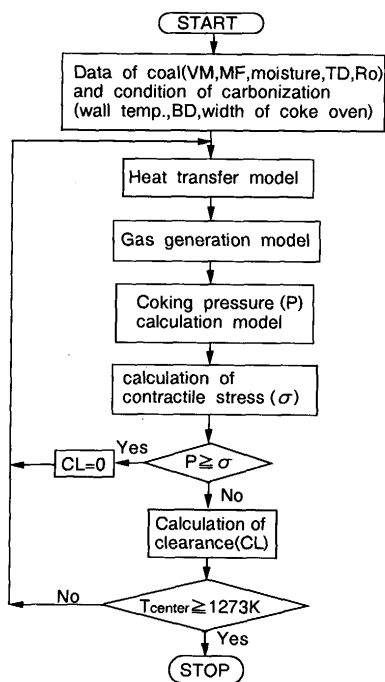 START
Data of coal(VM,MF,moisture,TD,Ro)
and condition of carbonization
(wall temp.,BD,width of coke oven)
Heat transfer model
Gas generation model
Coking pressure(P)
calculation model
calculation of
contractile stress(σ)
Yes
CL=0
P≧σ
No
Calculation of
clearance(CL)
No
Tcenter≧1273K
Yes
STOP